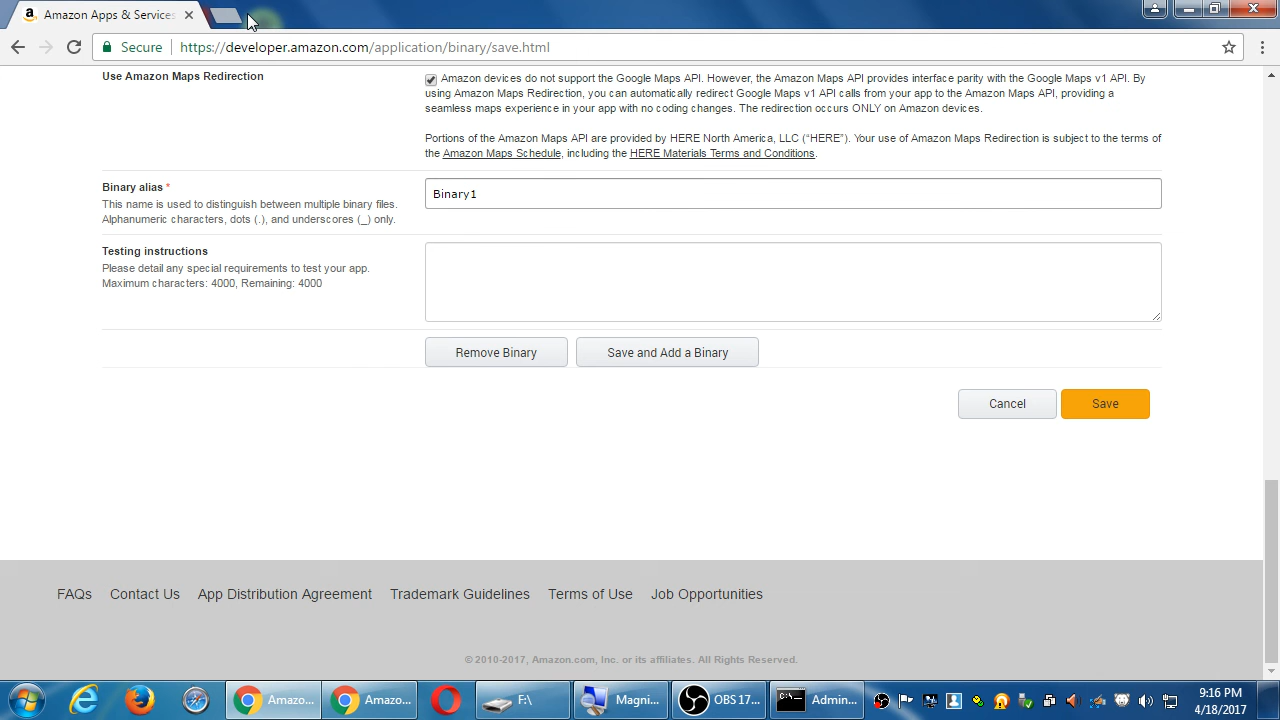 Amazon Apps & Services
Secure
https://developer.amazon.com/application/binary/save.html
Use Amazon Maps Redirection
Amazon devices do not support the Google Maps API. However, the Amazon Maps API provides interface parity with the Google Maps v1 API. By
using Amazon Maps Redirection, you can automatically redirect Google Maps v1 API calls from your app to the Amazon Maps API, providing a
seamless maps experience in your app with no coding changes. The redirection occurs ONLY on Amazon devices.
Portions of the Amazon Maps API are provided by HERE North America, LLC (“HERE”). Your use of Amazon Maps Redirection is subject to the terms of
the Amazon Maps Schedule, including the HERE Materials Terms and Conditions.
Binary alias *
This name is used to distinguish between multiple binary files.
Alphanumeric characters, dots (.), and underscores (_) only.
Binary1
Testing instructions
Please detail any special requirements to test your app.
Maximum characters: 4000, Remaining: 4000
Remove Binary
Save and Add a Binary
Cancel
Save
FAQs
Contact Us
App Distribution Agreement
Trademark Guidelines
Terms of Use
Job Opportunities
© 2010-2017, Amazon.com, Inc. or its affiliates. All Rights Reserved.
Amazo...
Amazo...
F:\
Magni...
OBS 17...
C:\
Admin...
9:16 PM
4/18/2017